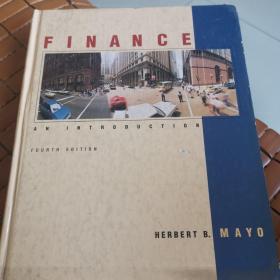 FINANCE
AN INTRODUCTION
FOURTH EDITION
HERBERT B. MAYO